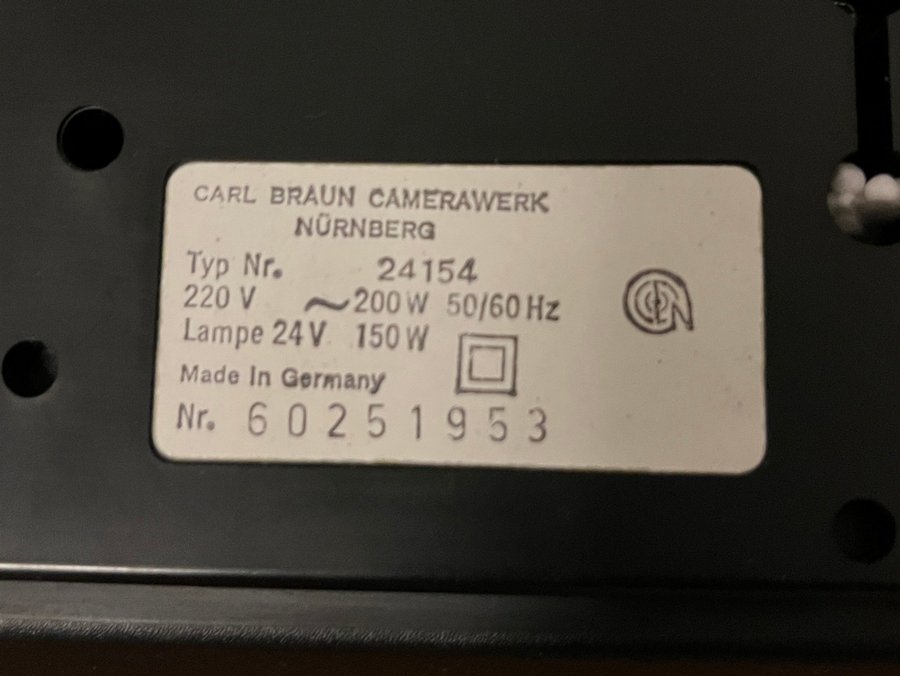 CARL BRAUN CAMERAWERK
NÜRNBERG
Typ Nr. 24154
220 V ~200 W 50/60 Hz
Lampe 24 V 150 W
Made In Germany
Nr. 60251953